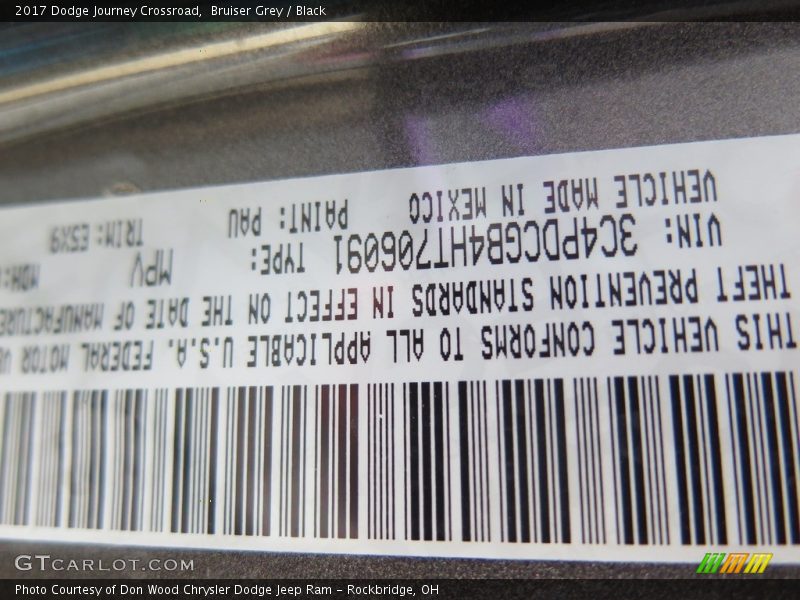 2017 Dodge Journey Crossroad, Bruiser Grey / Black
THIS VEHICLE CONFORMS TO ALL APPLICABLE U.S.A. FEDERAL MOTOR
THEFT PREVENTION STANDARDS IN EFFECT ON THE DATE OF MANUFACTURE
VIN: 3C4PDCGB4HT706091 TYPE: MPV MDH:
VEHICLE MADE IN MEXICO PAINT: PAU TRIM: E5X9
GTCARLOT.COM
Photo Courtesy of Don Wood Chrysler Dodge Jeep Ram – Rockbridge, OH